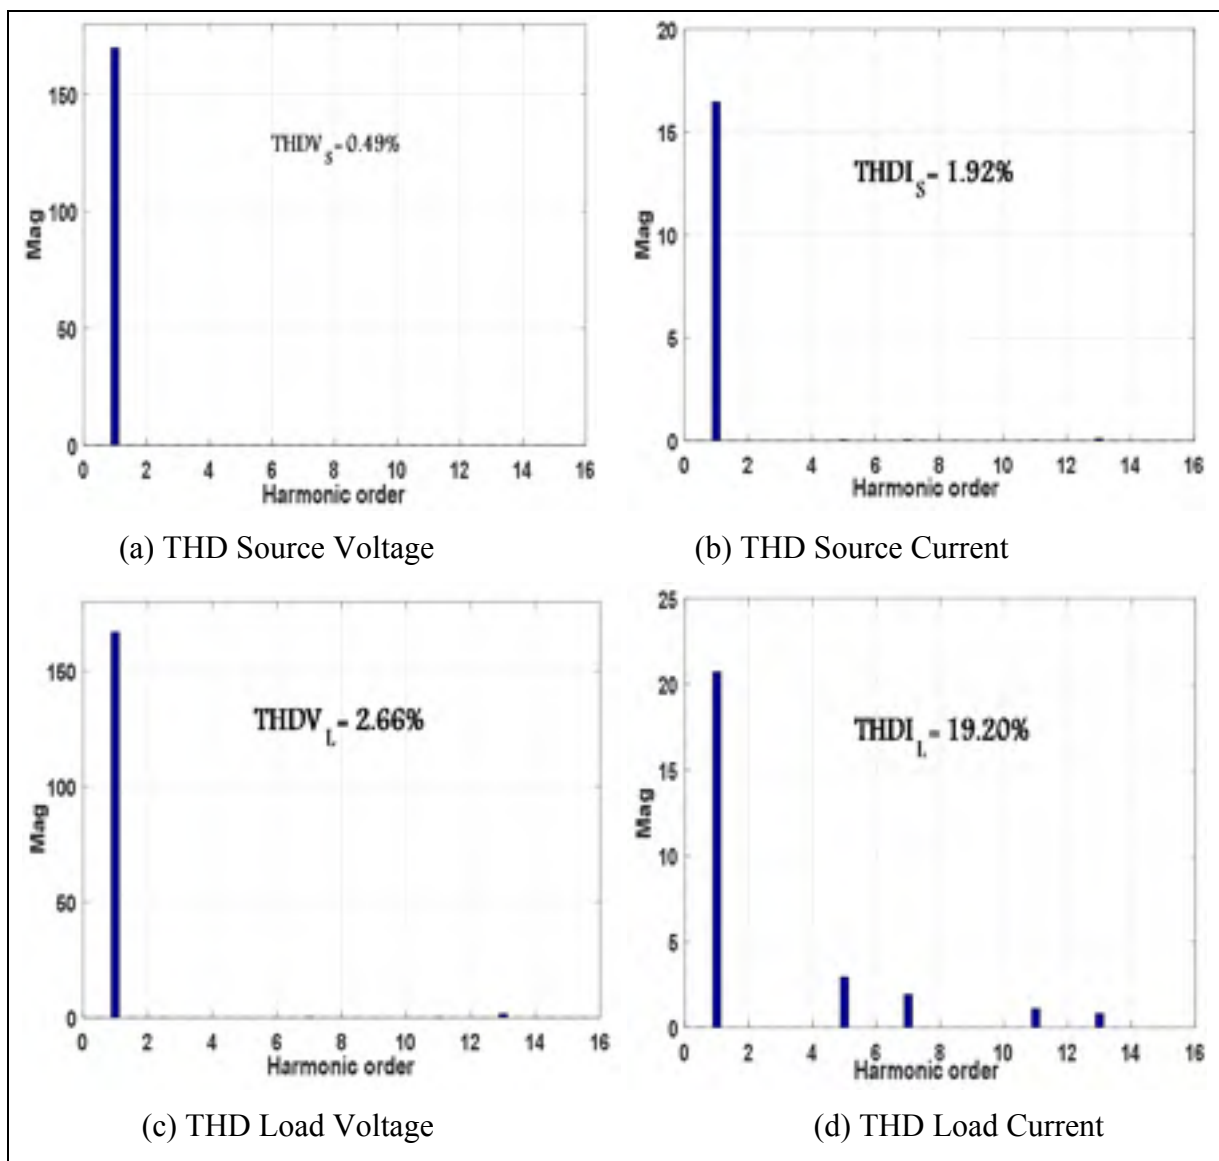 150
100
50
0
Mag
THDV_S=0.49%
0 2 4 6 8 10 12 14 16
Harmonic order
(a) THD Source Voltage
20
15
10
5
0
Mag
THDI_S= 1.92%
0 2 4 6 8 10 12 14 16
Harmonic order
(b) THD Source Current
150
100
50
0
Mag
THDV_L= 2.66%
0 2 4 6 8 10 12 14 16
Harmonic order
(c) THD Load Voltage
25
20
15
10
5
0
Mag
THDI_L= 19.20%
0 2 4 6 8 10 12 14 16
Harmonic order
(d) THD Load Current